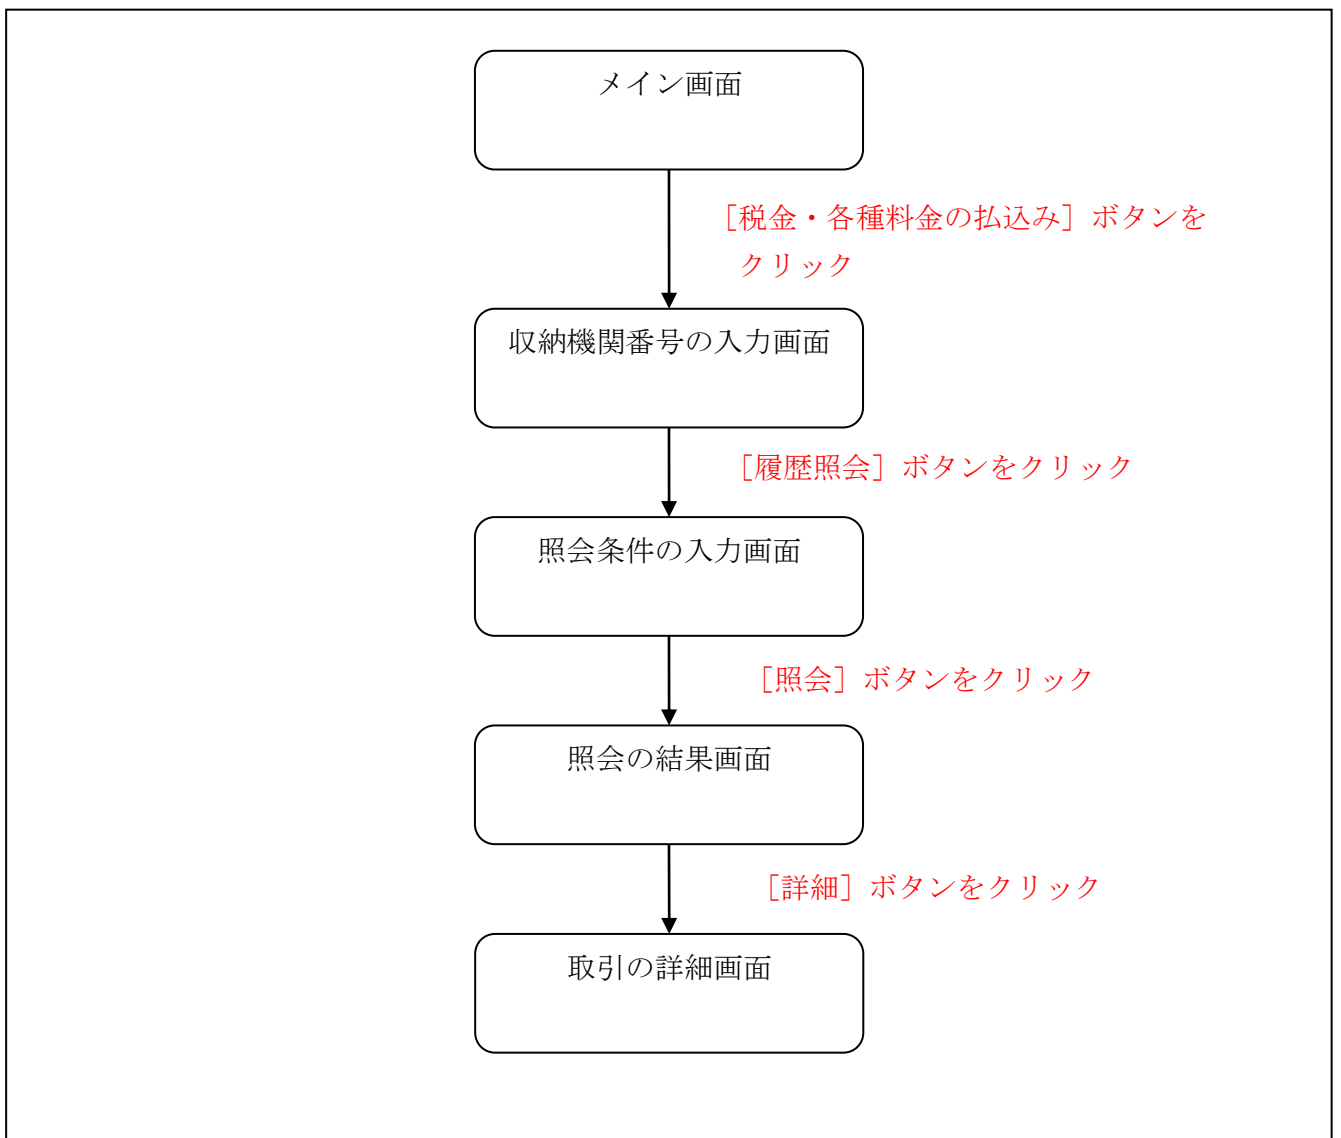 メイン画面
［税金・各種料金の払込み］ボタンを
クリック
収納機関番号の入力画面
［履歴照会］ボタンをクリック
照会条件の入力画面
［照会］ボタンをクリック
照会の結果画面
［詳細］ボタンをクリック
取引の詳細画面